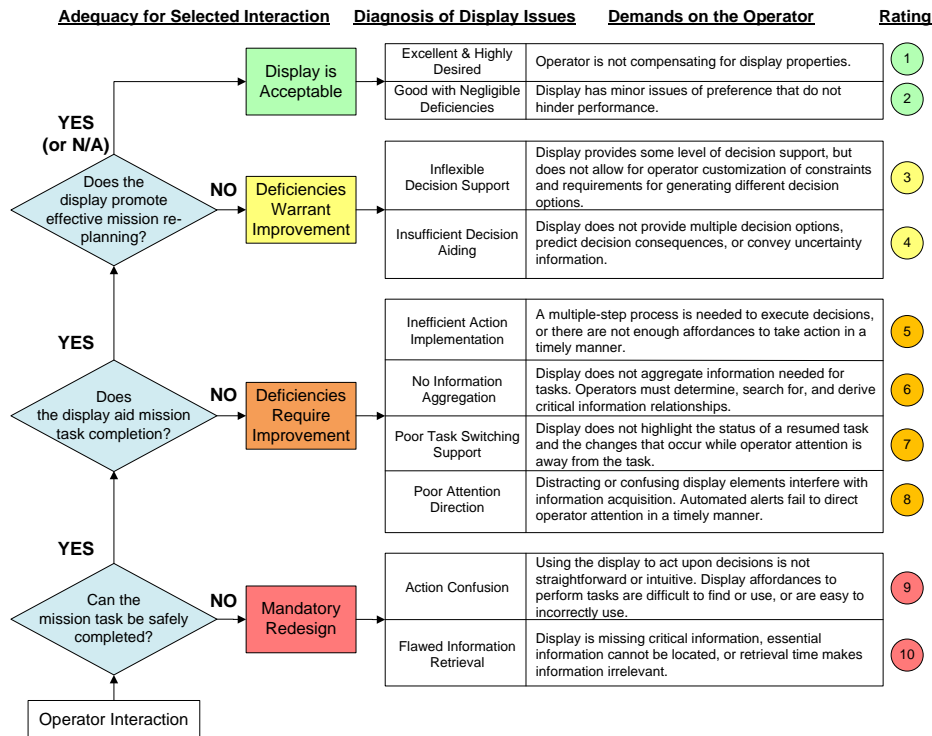 Adequacy for Selected Interaction
Diagnosis of Display Issues
Demands on the Operator
Rating
Display is
Acceptable
Excellent & Highly
Desired
Operator is not compensating for display properties.
1
Good with Negligible
Deficiencies
Display has minor issues of preference that do not
hinder performance.
2
YES
(or N/A)
Does the
display promote
effective mission re-
planning?
NO
Deficiencies
Warrant
Improvement
Inflexible
Decision Support
Display provides some level of decision support, but
does not allow for operator customization of constraints
and requirements for generating different decision
options.
3
Insufficient Decision
Aiding
Display does not provide multiple decision options,
predict decision consequences, or convey uncertainty
information.
4
YES
Does
the display aid mission
task completion?
NO
Deficiencies
Require
Improvement
Inefficient Action
Implementation
A multiple-step process is needed to execute decisions,
or there are not enough affordances to take action in a
timely manner.
5
No Information
Aggregation
Display does not aggregate information needed for
tasks. Operators must determine, search for, and derive
critical information relationships.
6
Poor Task Switching
Support
Display does not highlight the status of a resumed task
and the changes that occur while operator attention is
away from the task.
7
Poor Attention
Direction
Distracting or confusing display elements interfere with
information acquisition. Automated alerts fail to direct
operator attention in a timely manner.
8
YES
Can the
mission task be safely
completed?
NO
Mandatory
Redesign
Action Confusion
Using the display to act upon decisions is not
straightforward or intuitive. Display affordances to
perform tasks are difficult to find or use, or are easy to
incorrectly use.
9
Flawed Information
Retrieval
Display is missing critical information, essential
information cannot be located, or retrieval time makes
information irrelevant.
10
Operator Interaction